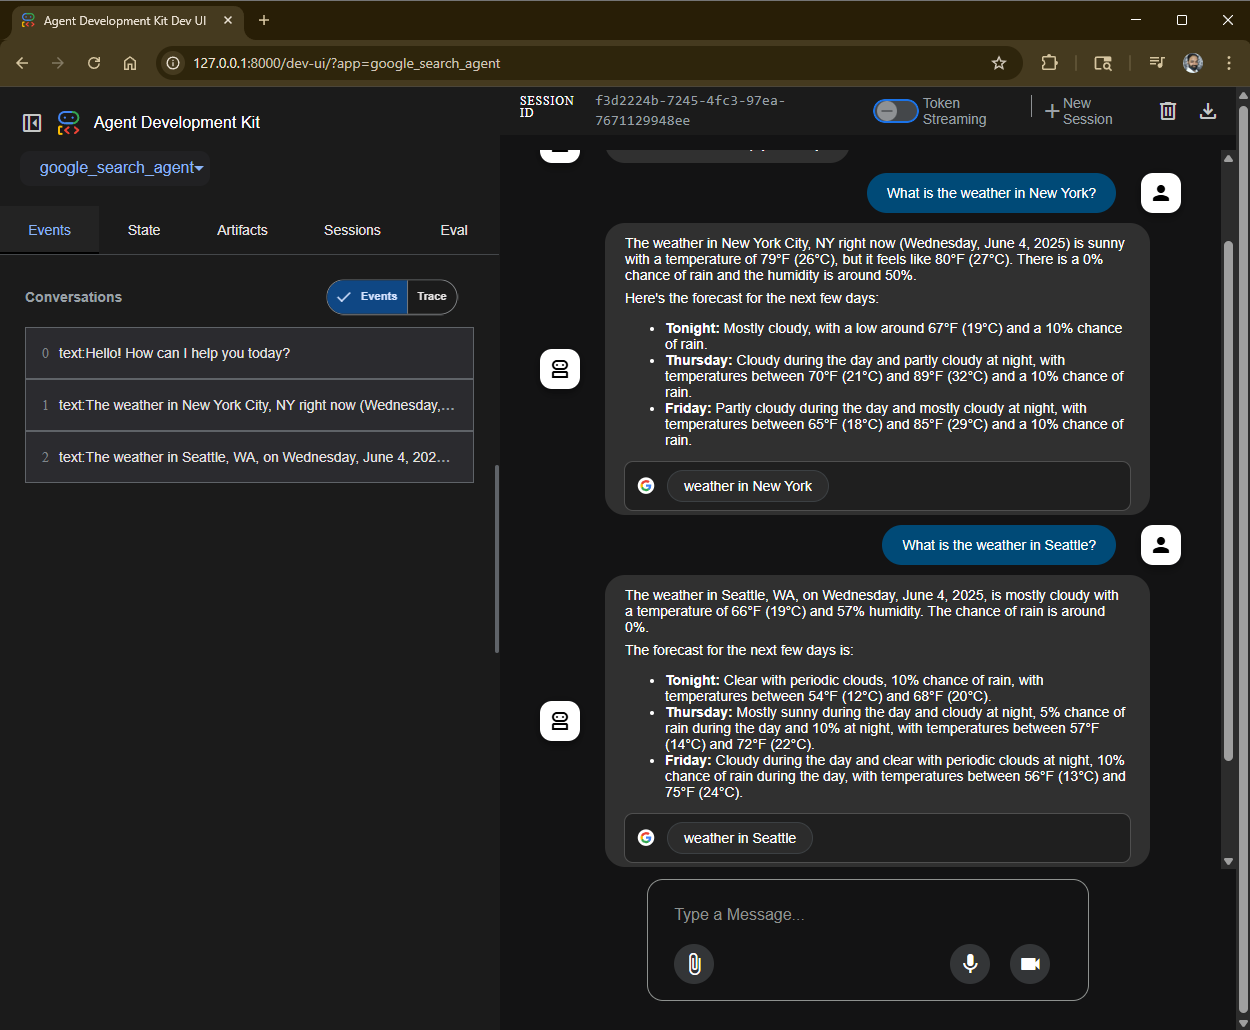 Agent Development Kit Dev UI
127.0.0.1:8000/dev-ui/?app=google_search_agent
Agent Development Kit
google_search_agent
Events
State
Artifacts
Sessions
Eval
Conversations
Events
Trace
0 text:Hello! How can I help you today?
1 text:The weather in New York City, NY right now (Wednesday,...
2 text:The weather in Seattle, WA, on Wednesday, June 4, 202...
SESSION
ID
f3d2224b-7245-4fc3-97ea-
7671129948ee
Token
Streaming
New
Session
What is the weather in New York?
The weather in New York City, NY right now (Wednesday, June 4, 2025) is sunny
with a temperature of 79°F (26°C), but it feels like 80°F (27°C). There is a 0%
chance of rain and the humidity is around 50%.
Here's the forecast for the next few days:
• Tonight: Mostly cloudy, with a low around 67°F (19°C) and a 10% chance
of rain.
• Thursday: Cloudy during the day and partly cloudy at night, with
temperatures between 70°F (21°C) and 89°F (32°C) and a 10% chance of
rain.
• Friday: Partly cloudy during the day and mostly cloudy at night, with
temperatures between 65°F (18°C) and 85°F (29°C) and a 10% chance of
rain.
weather in New York
What is the weather in Seattle?
The weather in Seattle, WA, on Wednesday, June 4, 2025, is mostly cloudy with
a temperature of 66°F (19°C) and 57% humidity. The chance of rain is around
0%.
The forecast for the next few days is:
• Tonight: Clear with periodic clouds, 10% chance of rain, with
temperatures between 54°F (12°C) and 68°F (20°C).
• Thursday: Mostly sunny during the day and cloudy at night, 5% chance of
rain during the day and 10% at night, with temperatures between 57°F
(14°C) and 72°F (22°C).
• Friday: Cloudy during the day and clear with periodic clouds at night, 10%
chance of rain during the day, with temperatures between 56°F (13°C) and
75°F (24°C).
weather in Seattle
Type a Message...